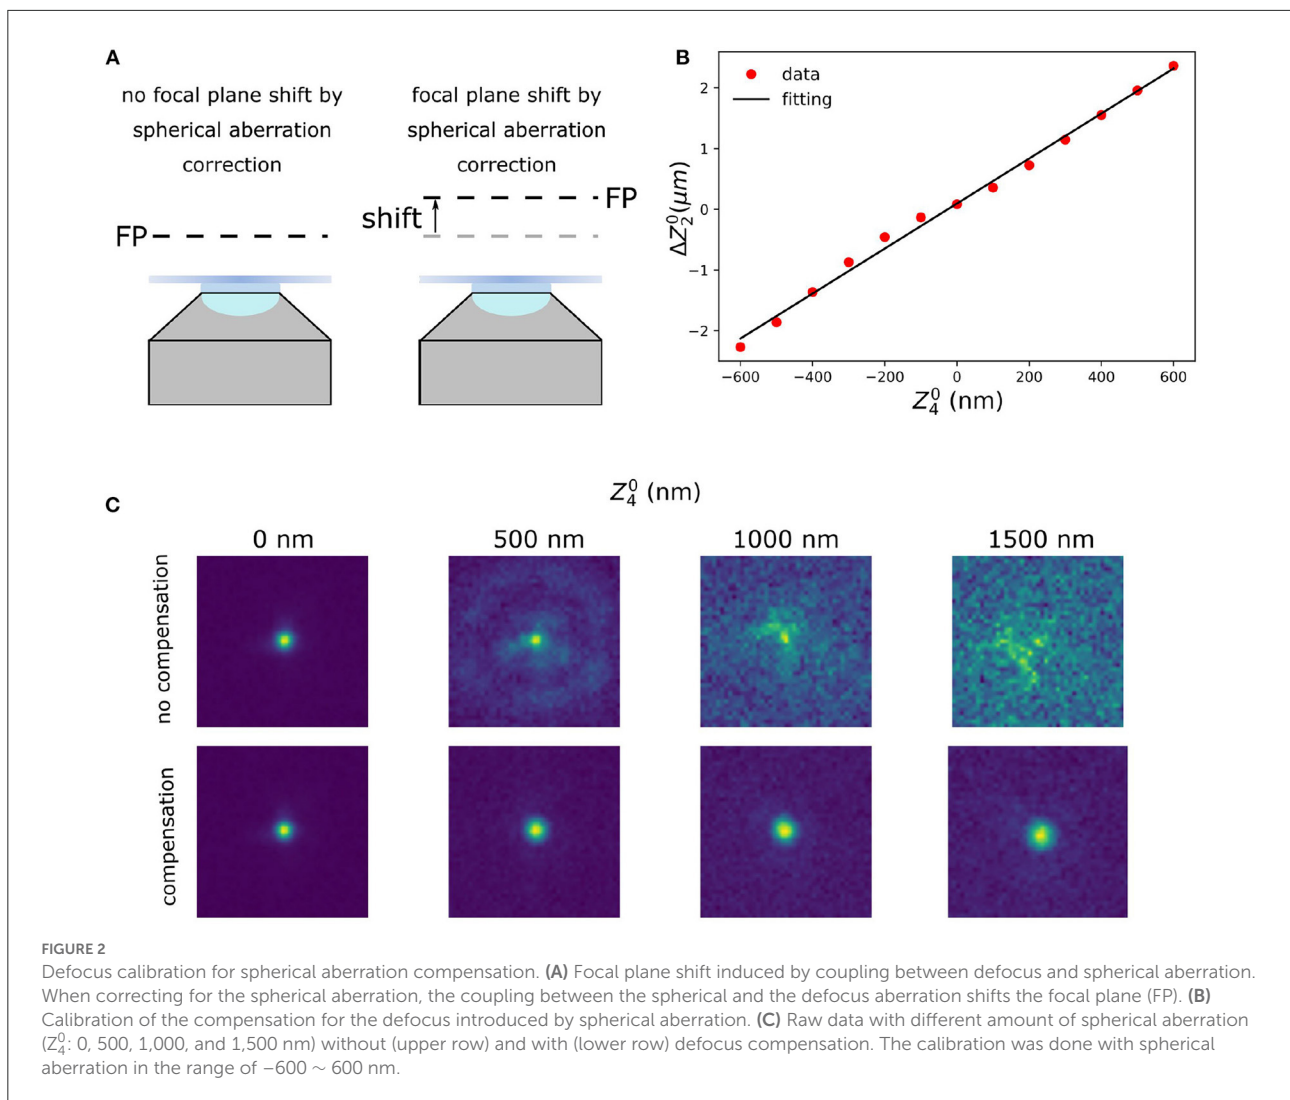 A
no focal plane shift by
spherical aberration
correction
focal plane shift by
spherical aberration
correction
FP
shift
FP
B
data
fitting
2
1
0
−1
−2
ΔZ₂⁰(μm)
−600
−400
−200
0
200
400
600
Z₄⁰ (nm)
C
Z₄⁰ (nm)
0 nm
500 nm
1000 nm
1500 nm
no compensation
compensation
FIGURE 2
Defocus calibration for spherical aberration compensation. (A) Focal plane shift induced by coupling between defocus and spherical aberration.
When correcting for the spherical aberration, the coupling between the spherical and the defocus aberration shifts the focal plane (FP). (B)
Calibration of the compensation for the defocus introduced by spherical aberration. (C) Raw data with different amount of spherical aberration
(Z₄⁰: 0, 500, 1,000, and 1,500 nm) without (upper row) and with (lower row) defocus compensation. The calibration was done with spherical
aberration in the range of −600 ∼ 600 nm.